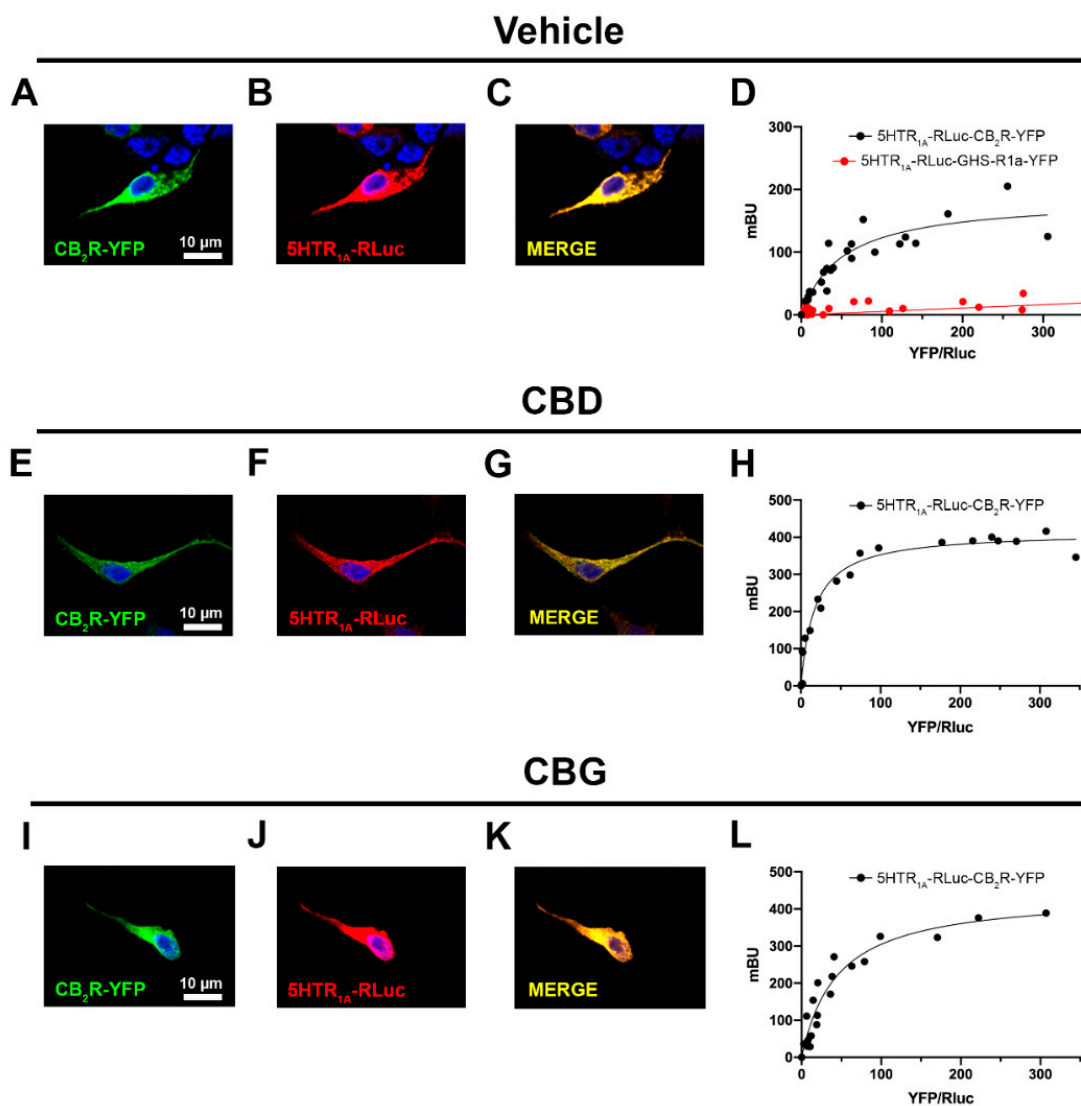 Vehicle
A
B
C
D
CB₂R-YFP
10 µm
5HTR₁ₐ-RLuc
MERGE
5HTR₁ₐ-RLuc-CB₂R-YFP
5HTR₁ₐ-RLuc-GHS-R1a-YFP
300
200
100
0
mBU
0 100 200 300
YFP/Rluc
CBD
E
F
G
H
CB₂R-YFP
10 µm
5HTR₁ₐ-RLuc
MERGE
5HTR₁ₐ-RLuc-CB₂R-YFP
500
400
300
200
100
0
mBU
0 100 200 300
YFP/Rluc
CBG
I
J
K
L
CB₂R-YFP
10 µm
5HTR₁ₐ-RLuc
MERGE
5HTR₁ₐ-RLuc-CB₂R-YFP
500
400
300
200
100
0
mBU
0 100 200 300
YFP/Rluc